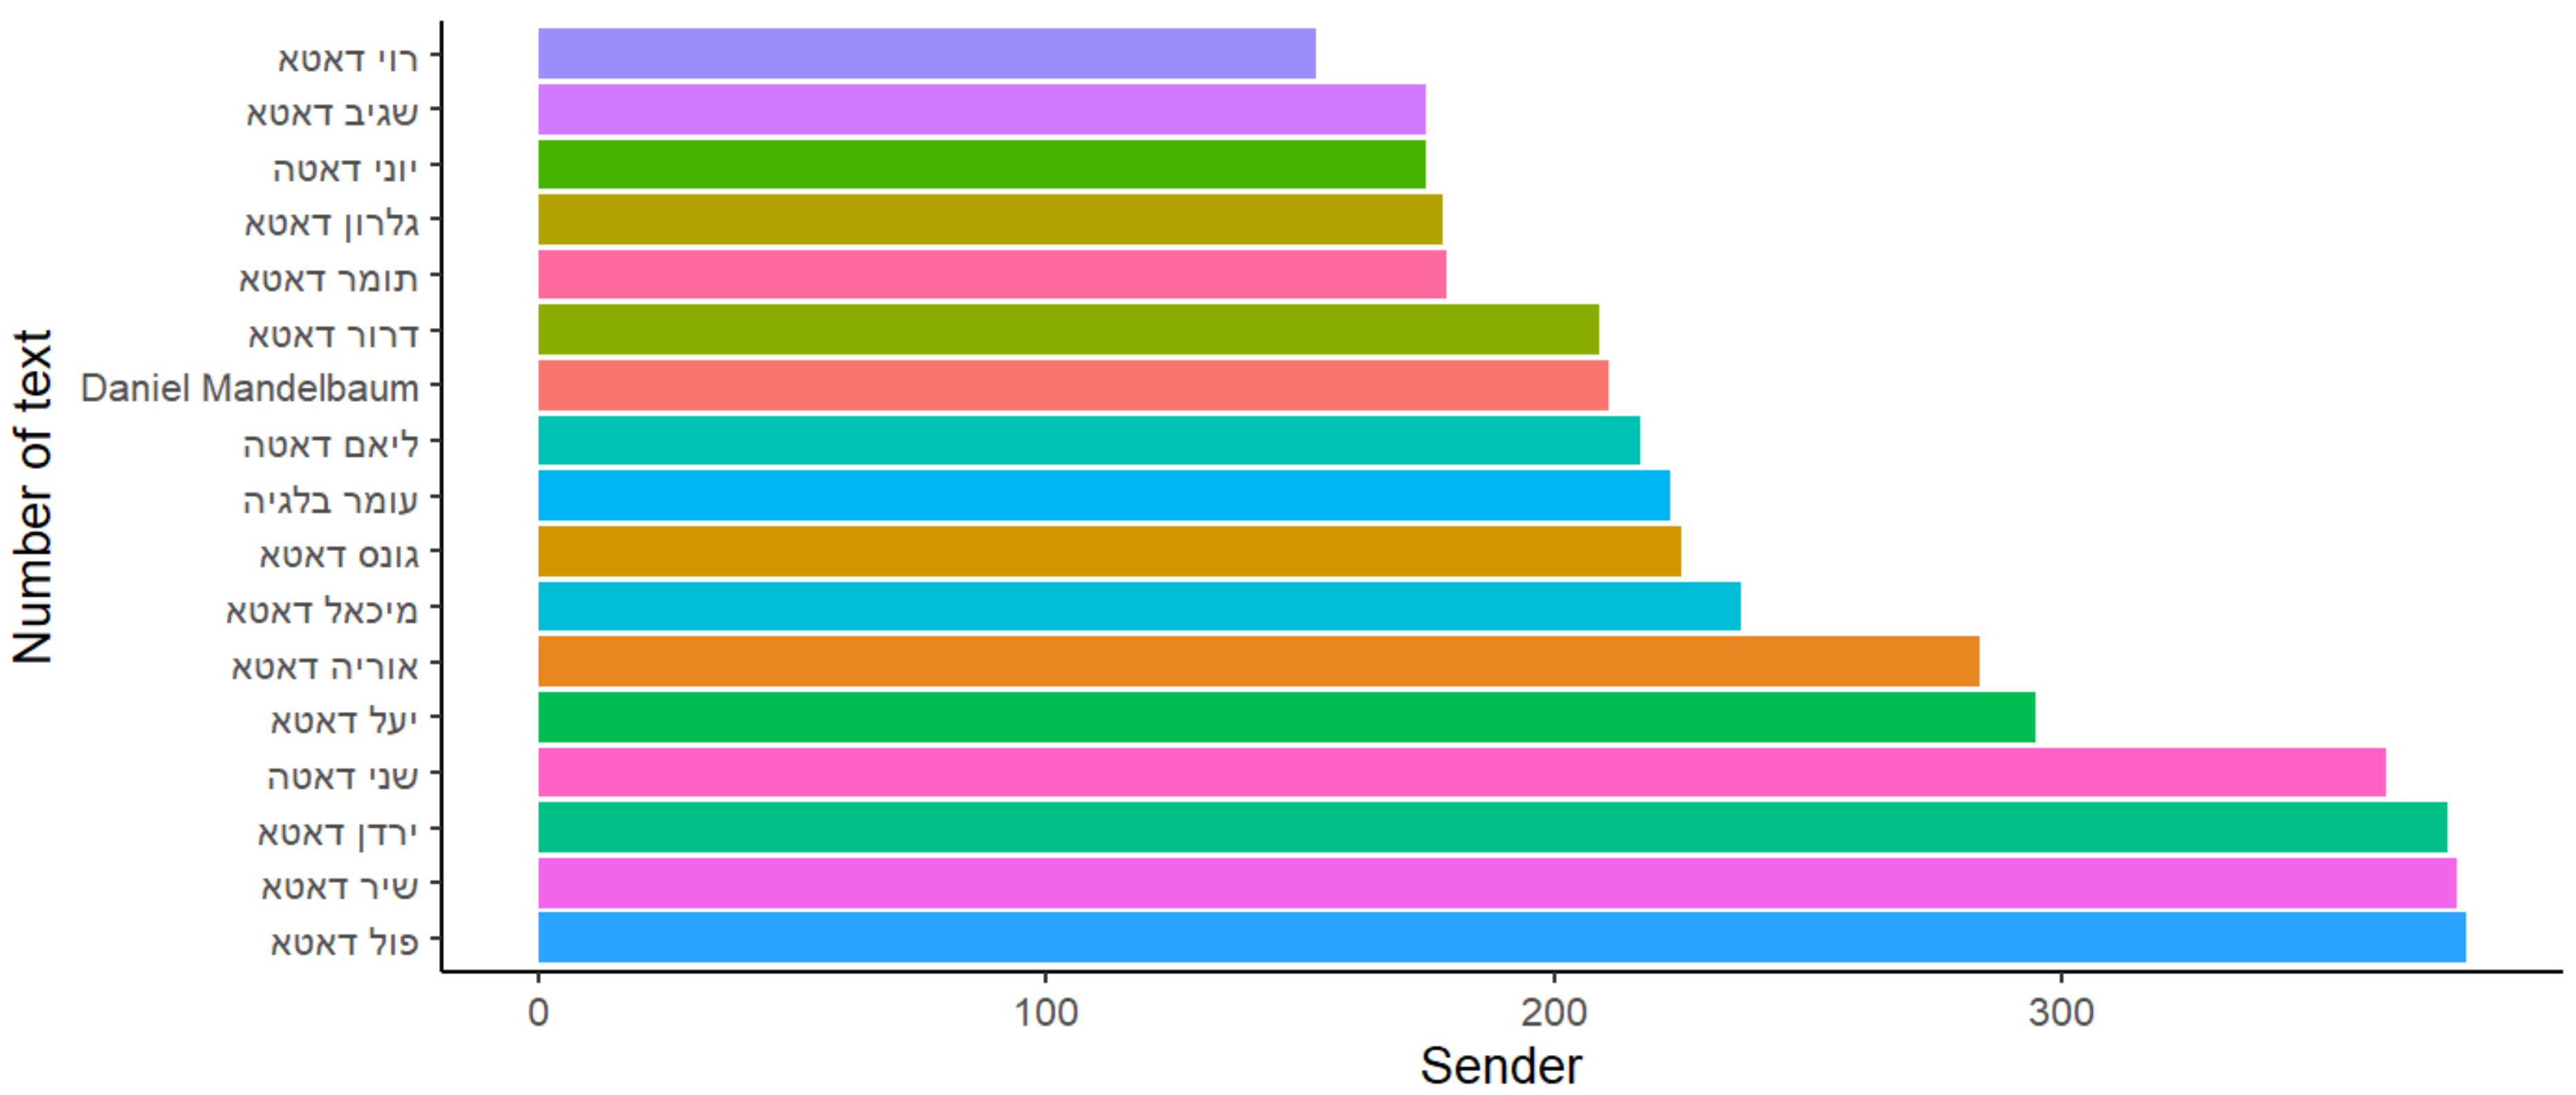 Number of text
רוי דאטא
שגיב דאטא
יוני דאטה
גלרון דאטא
תומר דאטא
דרור דאטא
Daniel Mandelbaum
ליאם דאטה
עומר בלגיה
גונס דאטא
מיכאל דאטא
אוריה דאטא
יעל דאטא
שני דאטה
ירדן דאטא
שיר דאטא
פול דאטא
0 100 200 300
Sender